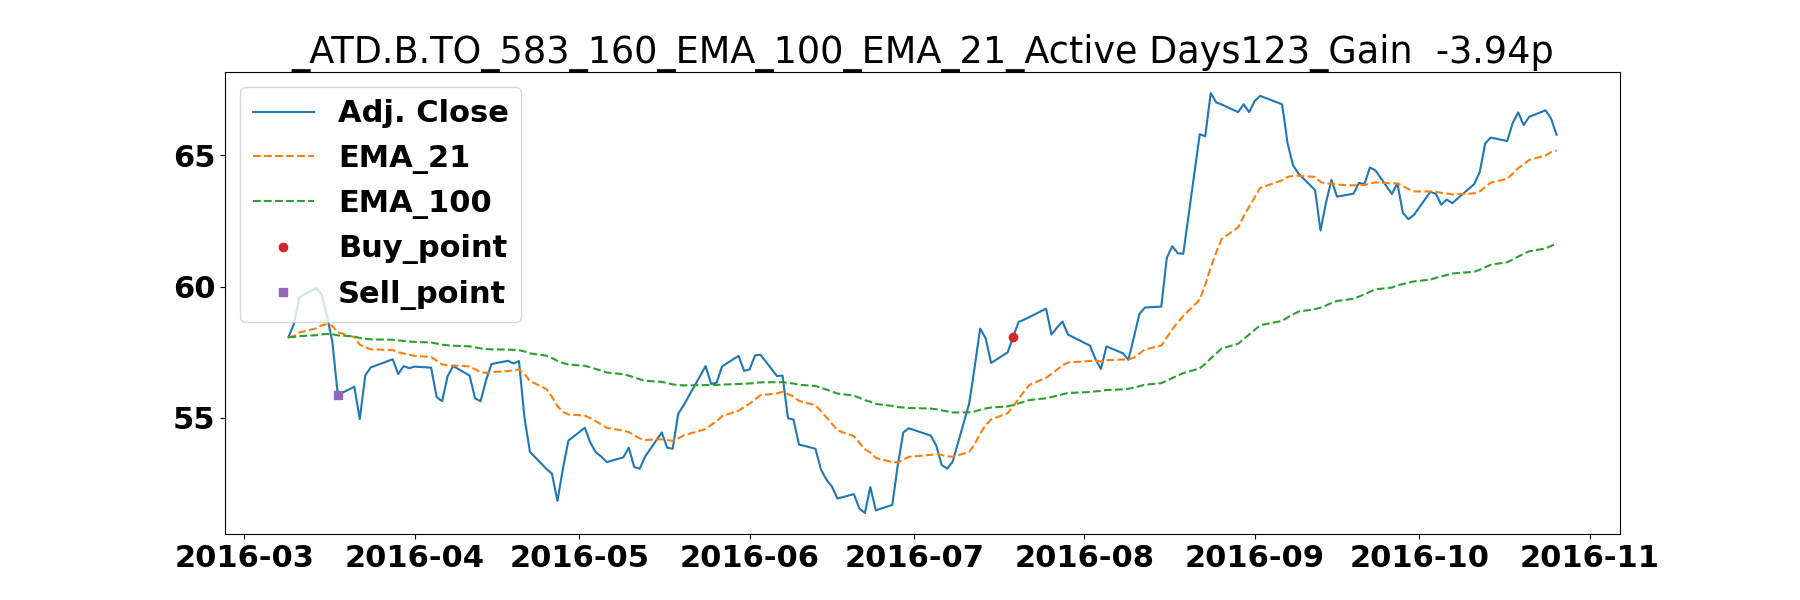 _ATD.B.TO_583_160_EMA_100_EMA_21_Active Days123_Gain  -3.94p
Adj. Close
EMA_21
EMA_100
Buy_point
Sell_point
65
60
55
2016-03 2016-04 2016-05 2016-06 2016-07 2016-08 2016-09 2016-10 2016-11